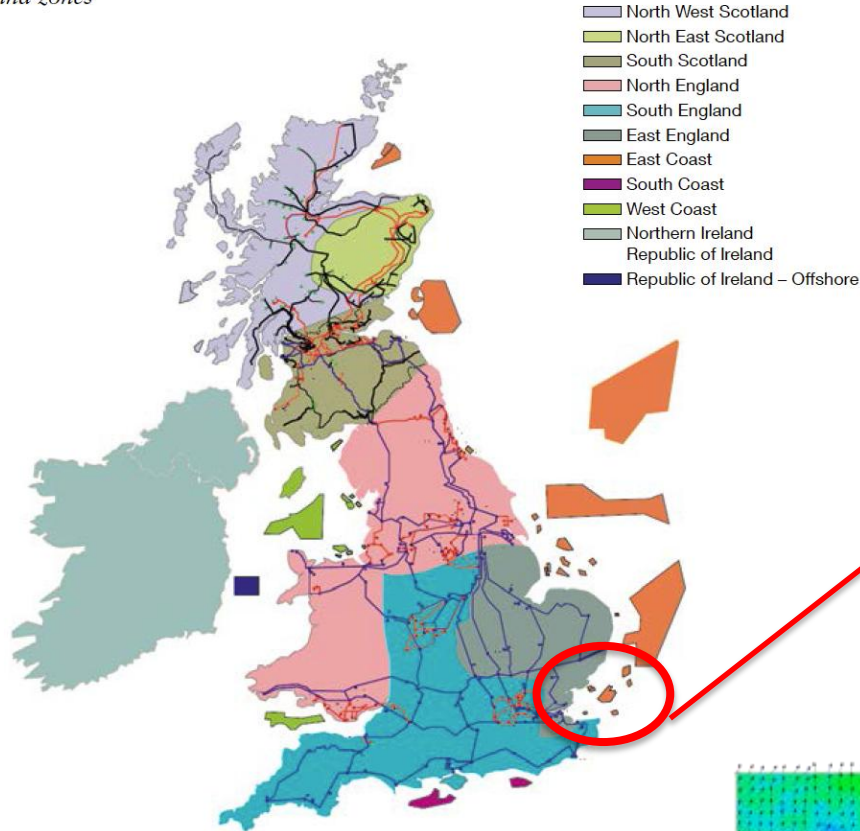 North West Scotland
North East Scotland
South Scotland
North England
South England
East England
East Coast
South Coast
West Coast
Northern Ireland
Republic of Ireland
Republic of Ireland – Offshore